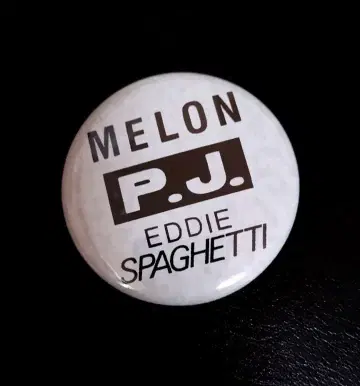 MELON
P.J.
EDDIE
SPAGHETTI